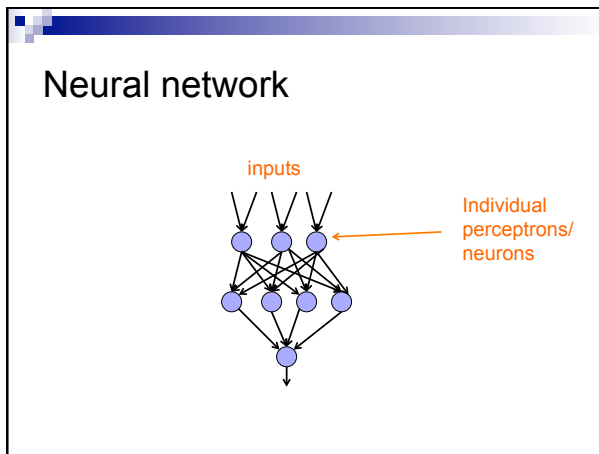 Neural network
inputs
Individual
perceptrons/
neurons